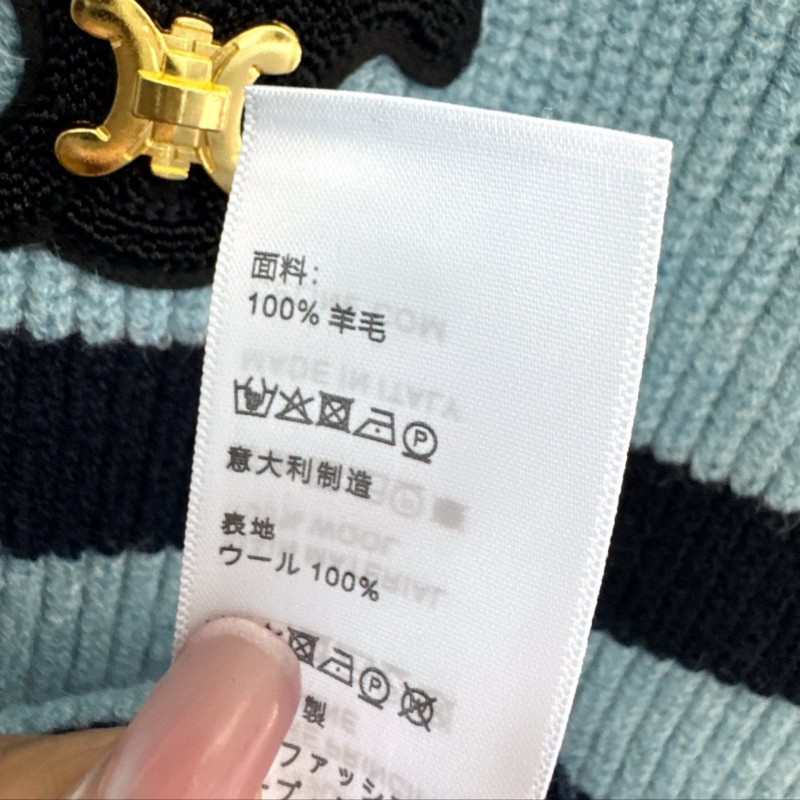 面料:
100% 羊毛
P
意大利制造
表地
ウール 100%
P
製
ファッシ